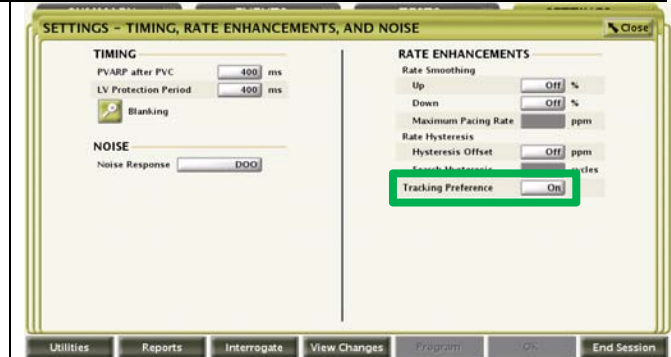 SETTINGS – TIMING, RATE ENHANCEMENTS, AND NOISE
Close
TIMING
PVARP after PVC 400 ms
LV Protection Period 400 ms
Blanking
NOISE
Noise Response DOO
RATE ENHANCEMENTS
Rate Smoothing
Up Off %
Down Off %
Maximum Pacing Rate ppm
Rate Hysteresis
Hysteresis Offset Off ppm
Search Hysteresis cycles
Tracking Preference On
Utilities Reports Interrogate View Changes Program OK End Session